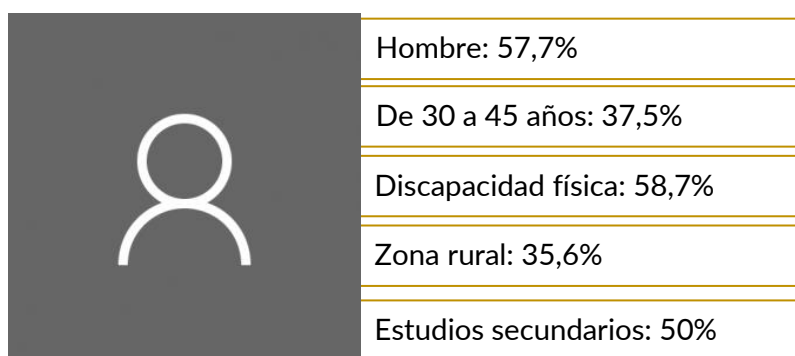 Hombre: 57,7%
De 30 a 45 años: 37,5%
Discapacidad física: 58,7%
Zona rural: 35,6%
Estudios secundarios: 50%